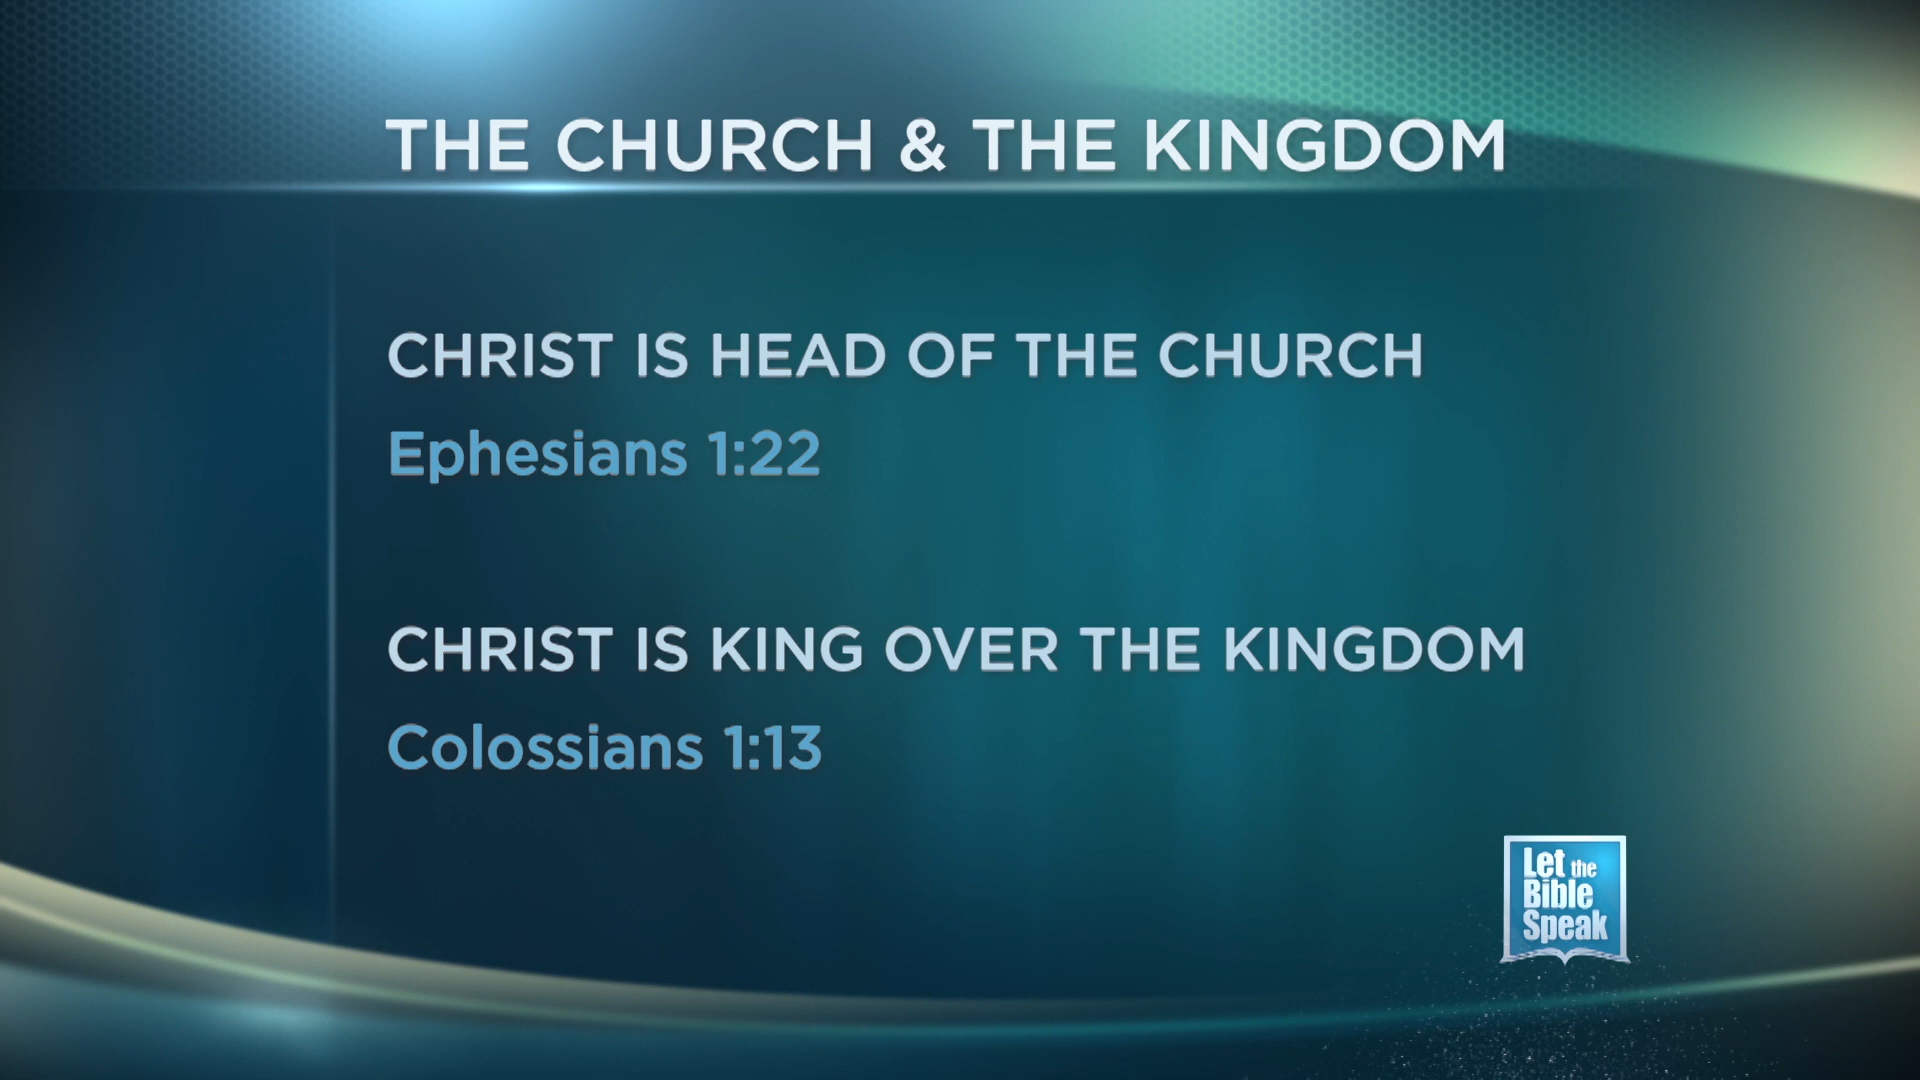 THE CHURCH & THE KINGDOM
CHRIST IS HEAD OF THE CHURCH
Ephesians 1:22
CHRIST IS KING OVER THE KINGDOM
Colossians 1:13
Let the
Bible
Speak